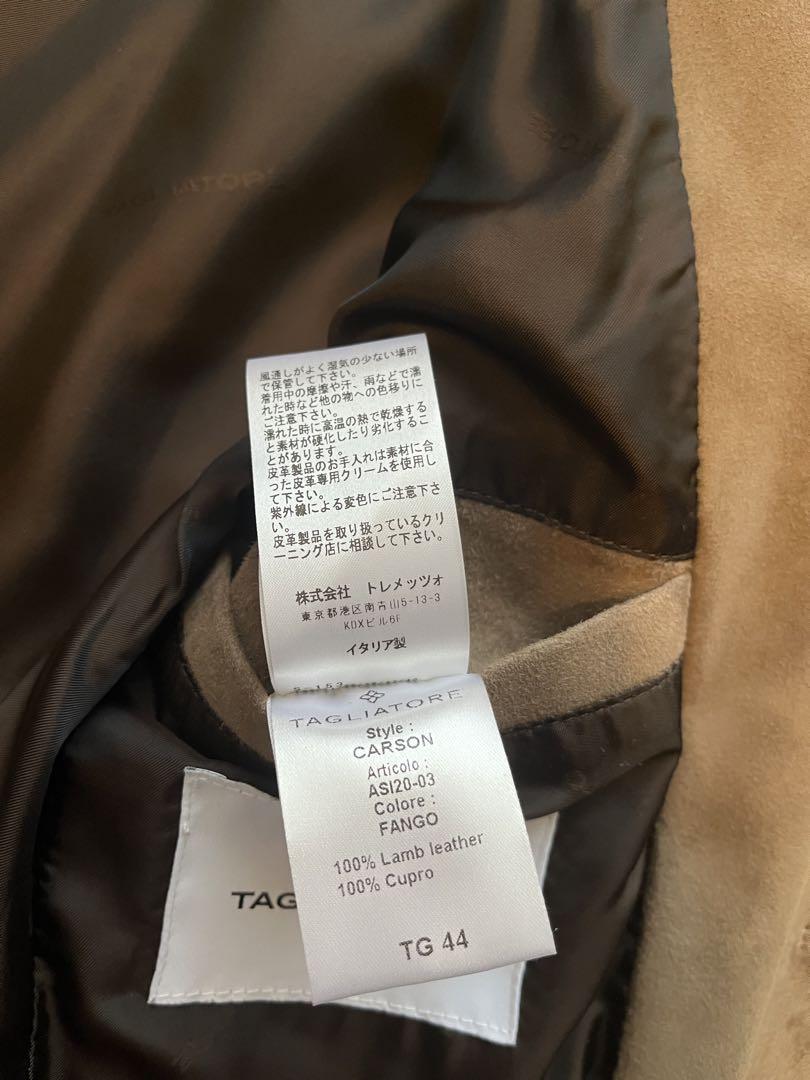 風通しがよく湿気の少ない場所
で保管して下さい。
着用中の摩擦や汗、雨などで濡
れた時など他の物への色移りに
ご注意下さい。
濡れた時に高温の熱で乾燥する
と素材が硬化したり劣化するこ
とがあります。
皮革製品のお手入れは素材に合
った皮革専用クリームを使用し
て下さい。
紫外線による変色にご注意下さ
い。
皮革製品を取り扱っているクリ
ーニング店に相談して下さい。
株式会社 トレメッツォ
東京都港区南青山5-13-3
KDXビル6F
イタリア製
TAGLIATORE
Style :
CARSON
Articolo :
ASI20-03
Colore :
FANGO
100% Lamb leather
100% Cupro
TG 44
TAG